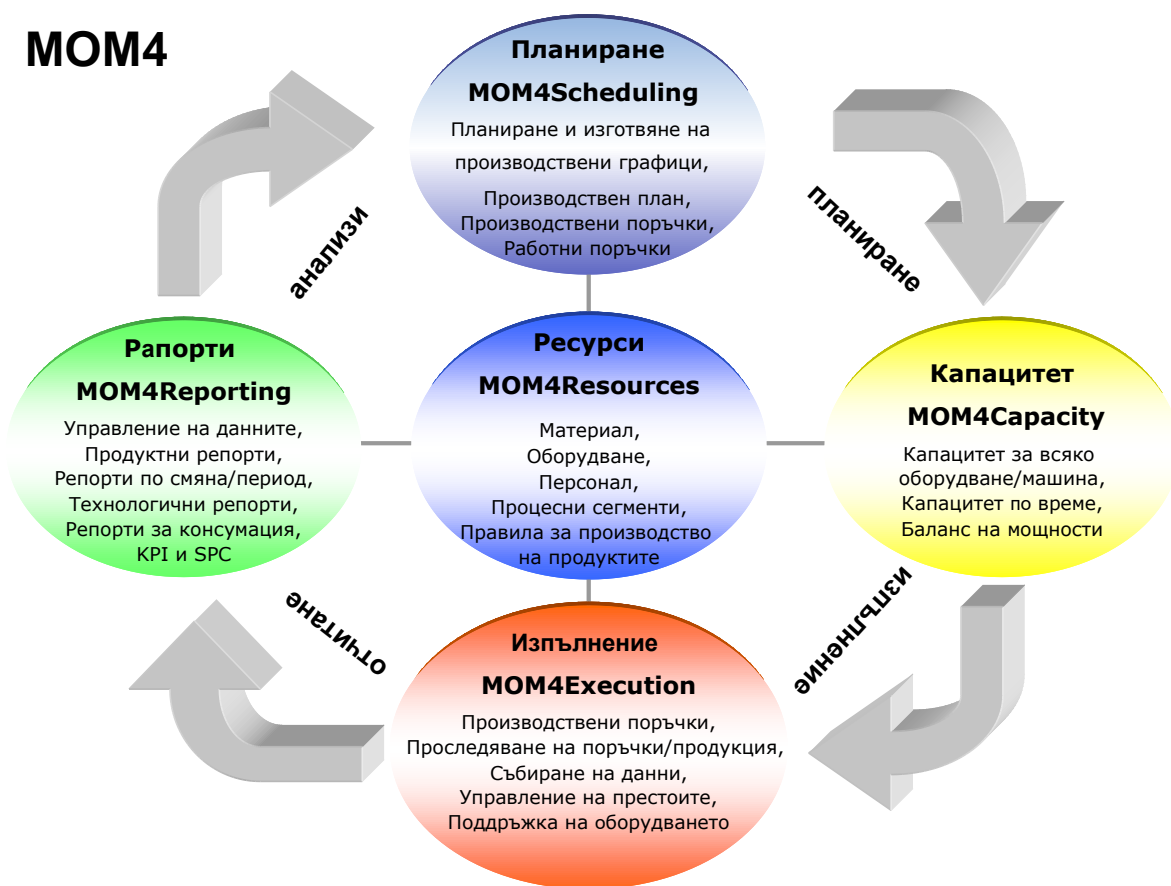 MOM4
Планиране
MOM4Scheduling
Планиране и изготвяне на
производствени графици,
Производствен план,
Производствени поръчки,
Работни поръчки
анализи
планиране
Рапорти
MOM4Reporting
Управление на данните,
Продуктни репорти,
Репорти по смяна/период,
Технологични репорти,
Репорти за консумация,
KPI и SPC
Ресурси
MOM4Resources
Материал,
Оборудване,
Персонал,
Процесни сегменти,
Правила за производство
на продуктите
Капацитет
MOM4Capacity
Капацитет за всяко
оборудване/машина,
Капацитет по време,
Баланс на мощности
отчитане
изпълнение
Изпълнение
MOM4Execution
Производствени поръчки,
Проследяване на поръчки/продукция,
Събиране на данни,
Управление на престоите,
Поддръжка на оборудването